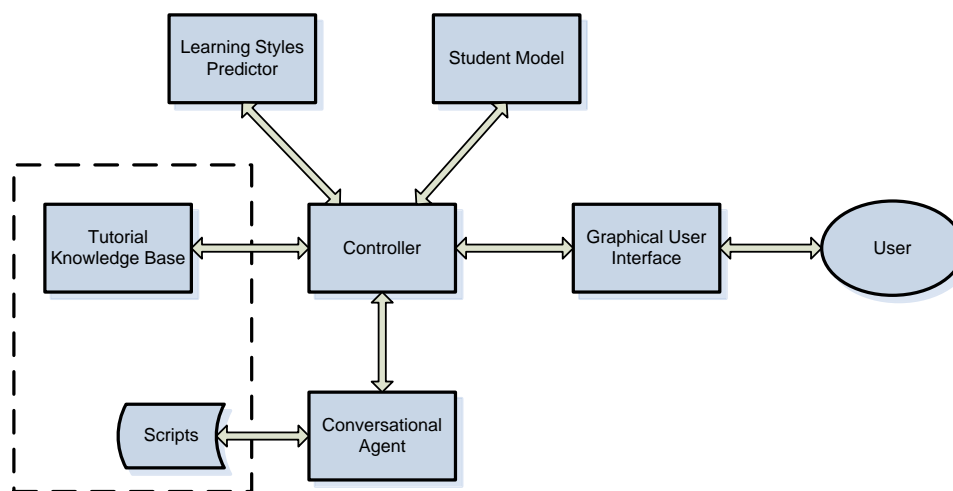 Learning Styles
Predictor
Student Model
Tutorial
Knowledge Base
Controller
Graphical User
Interface
User
Scripts
Conversational
Agent